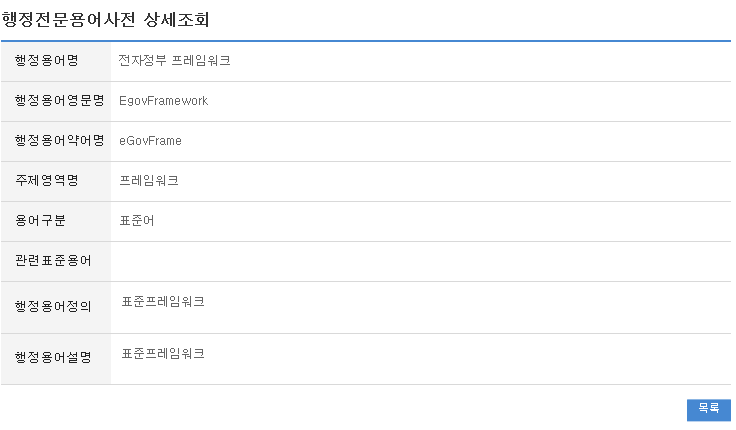 행정전문용어사전 상세조회
행정용어명 전자정부 프레임워크
행정용어영문명 EgovFramework
행정용어약어명 eGovFrame
주제영역명 프레임워크
용어구분 표준어
관련표준용어
행정용어정의 표준프레임워크
행정용어설명 표준프레임워크
목록